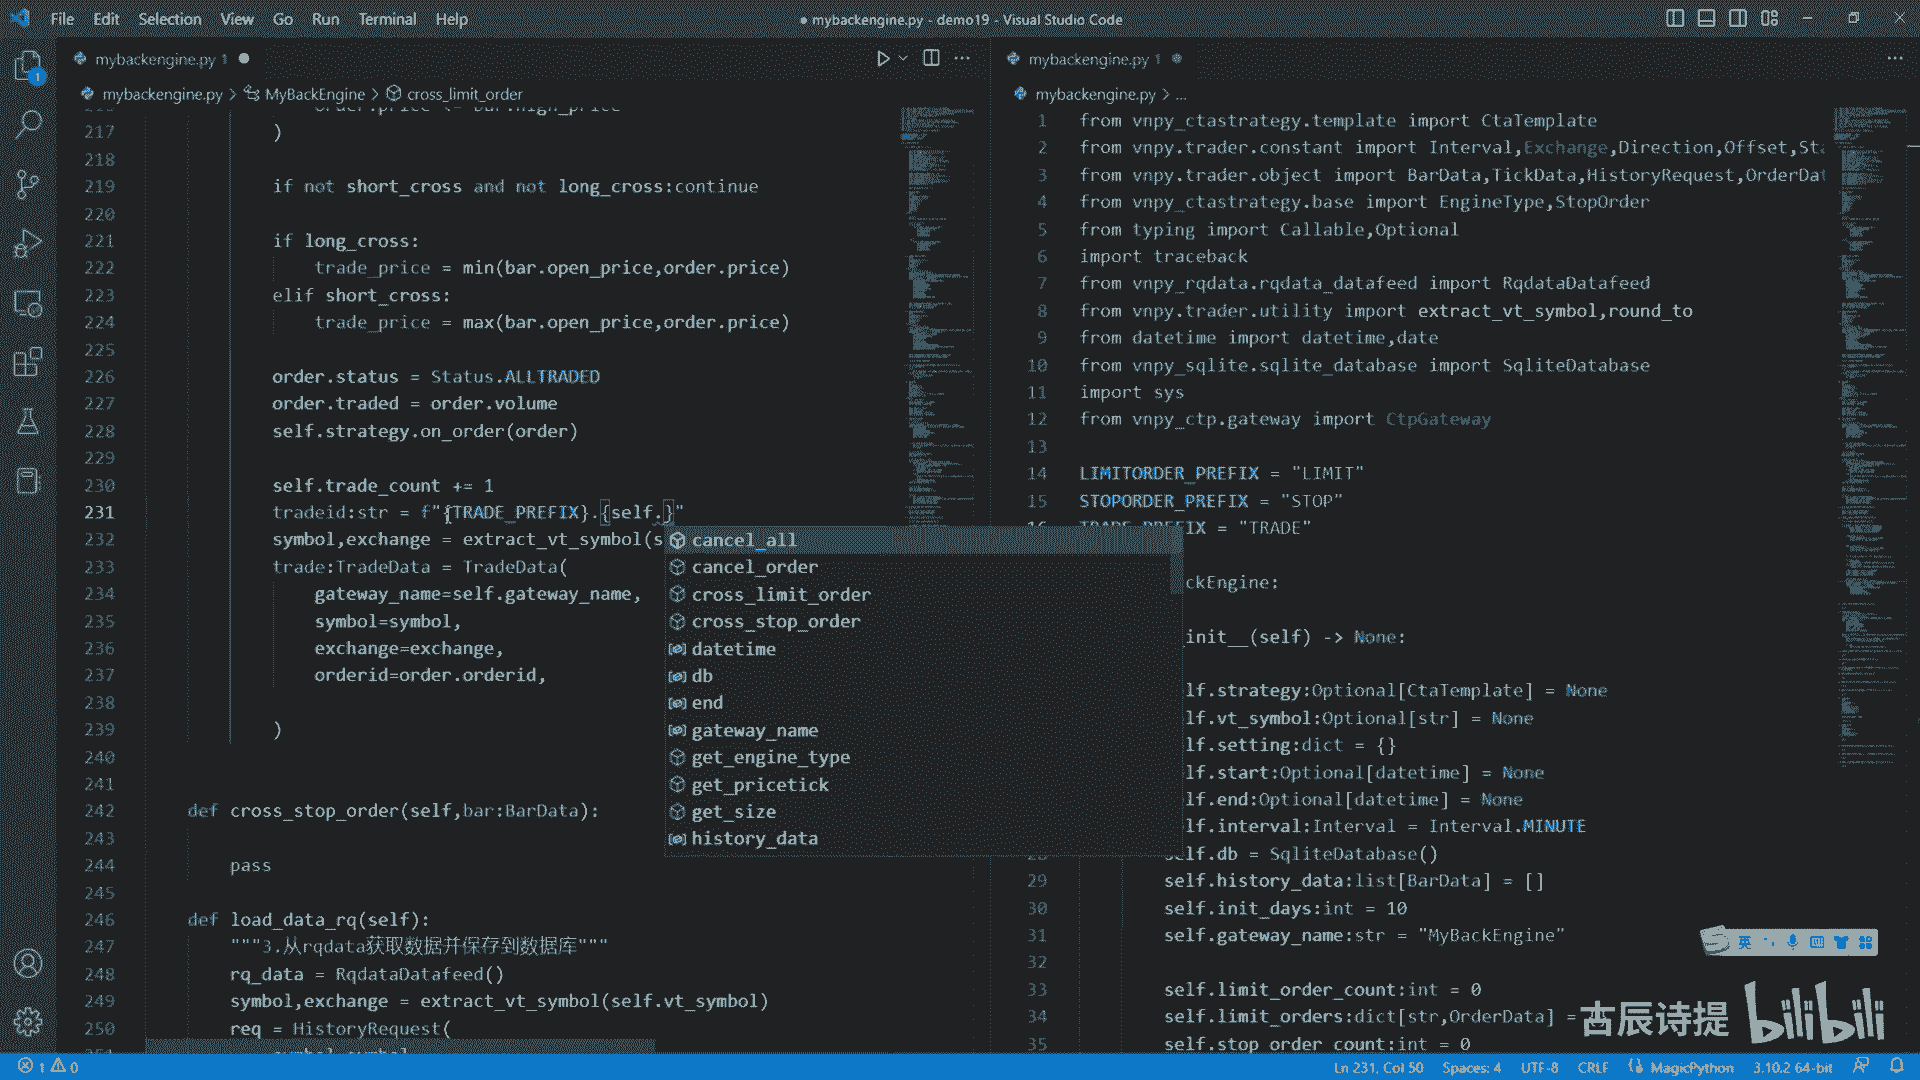 File Edit Selection View Go Run Terminal Help
● mybackengine.py - demo19 - Visual Studio Code
mybackengine.py 1 ●
mybackengine.py > MyBackEngine > cross_limit_order
217 )
218
219 if not short_cross and not long_cross:continue
220
221 if long_cross:
222 trade_price = min(bar.open_price,order.price)
223 elif short_cross:
224 trade_price = max(bar.open_price,order.price)
225
226 order.status = Status.ALLTRADED
227 order.traded = order.volume
228 self.strategy.on_order(order)
229
230 self.trade_count += 1
231 tradeid:str = f"{TRADE_PREFIX}.{self.}"
232 symbol,exchange = extract_vt_symbol(s
233 trade:TradeData = TradeData(
234 gateway_name=self.gateway_name,
235 symbol=symbol,
236 exchange=exchange,
237 orderid=order.orderid,
238
239 )
240
241
242 def cross_stop_order(self,bar:BarData):
243
244 pass
245
246 def load_data_rq(self):
247 """3.从rqdata获取数据并保存到数据库"""
248 rq_data = RqdataDatafeed()
249 symbol,exchange = extract_vt_symbol(self.vt_symbol)
250 req = HistoryRequest(
cancel_all
cancel_order
cross_limit_order
cross_stop_order
datetime
db
end
gateway_name
get_engine_type
get_pricetick
get_size
history_data
mybackengine.py 1 ●
mybackengine.py > ...
1 from vnpy_ctastrategy.template import CtaTemplate
2 from vnpy.trader.constant import Interval,Exchange,Direction,Offset,Sta
3 from vnpy.trader.object import BarData,TickData,HistoryRequest,OrderDat
4 from vnpy_ctastrategy.base import EngineType,StopOrder
5 from typing import Callable,Optional
6 import traceback
7 from vnpy_rqdata.rqdata_datafeed import RqdataDatafeed
8 from vnpy.trader.utility import extract_vt_symbol,round_to
9 from datetime import datetime,date
10 from vnpy_sqlite.sqlite_database import SqliteDatabase
11 import sys
12 from vnpy_ctp.gateway import CtpGateway
13
14 LIMITORDER_PREFIX = "LIMIT"
15 STOPORDER_PREFIX = "STOP"
16 TRADE_PREFIX = "TRADE"
ckEngine:
init__(self) -> None:
lf.strategy:Optional[CtaTemplate] = None
lf.vt_symbol:Optional[str] = None
lf.setting:dict = {}
lf.start:Optional[datetime] = None
lf.end:Optional[datetime] = None
lf.interval:Interval = Interval.MINUTE
28 self.db = SqliteDatabase()
29 self.history_data:list[BarData] = []
30 self.init_days:int = 10
31 self.gateway_name:str = "MyBackEngine"
32
33 self.limit_order_count:int = 0
34 self.limit_orders:dict[str,OrderData] =
35 self.stop_order_count:int = 0
英
古辰诗提 bilibili
1 0
Ln 231, Col 50 Spaces: 4 UTF-8 CRLF MagicPython 3.10.2 64-bit